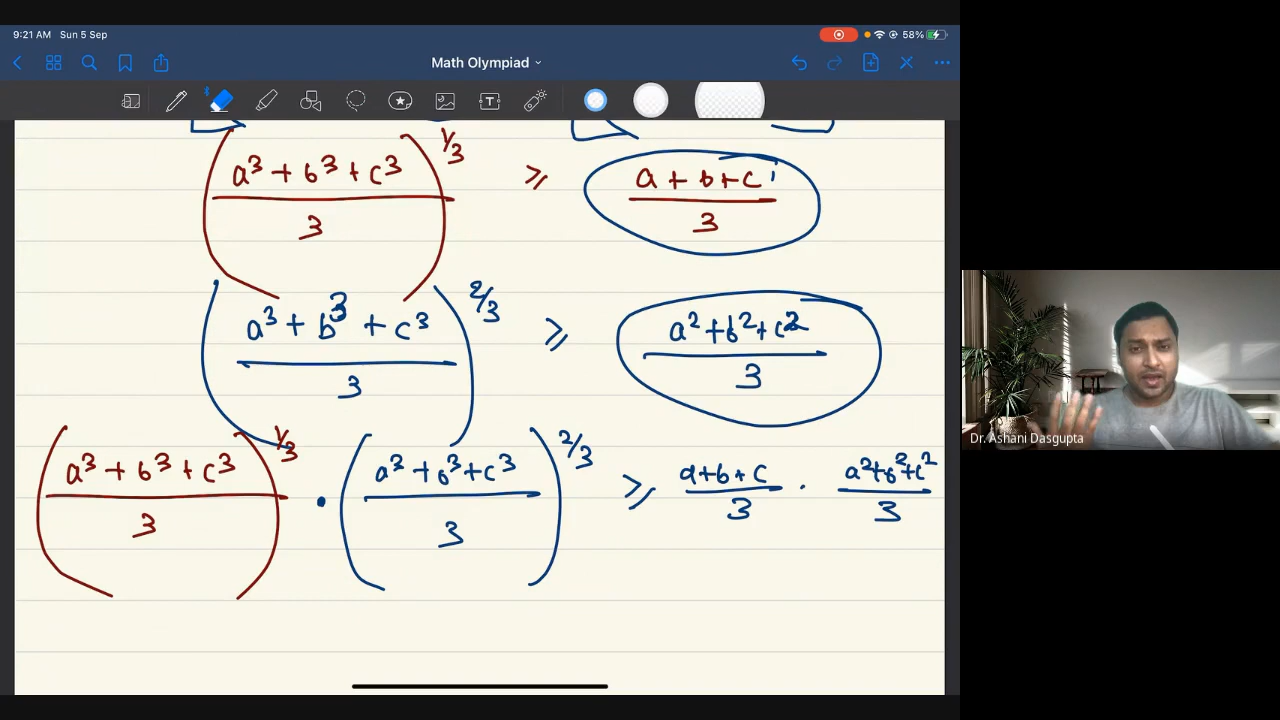 9:21 AM Sun 5 Sep 58%
Math Olympiad
T
(a³ + b³ + c³ / 3)^1/3 ⩾ a + b + c / 3
(a³ + b³ + c³ / 3)^2/3 ⩾ a² + b² + c² / 3
(a³ + b³ + c³ / 3)^1/3 · (a³ + b³ + c³ / 3)^2/3 ⩾ a+b+c / 3 · a²+b²+c² / 3
Dr. Ashani Dasgupta